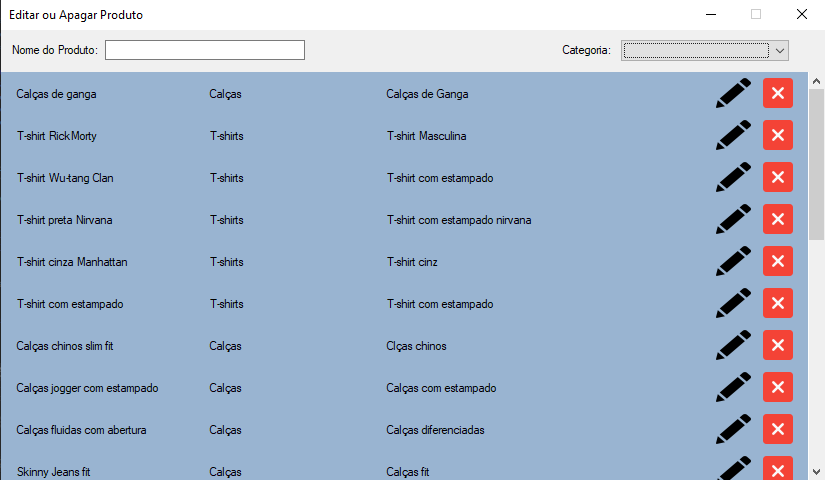 Editar ou Apagar Produto
Nome do Produto: Categoria:
Calças de ganga Calças Calças de Ganga
T-shirt Rick Morty T-shirts T-shirt Masculina
T-shirt Wu-tang Clan T-shirts T-shirt com estampado
T-shirt preta Nirvana T-shirts T-shirt com estampado nirvana
T-shirt cinza Manhattan T-shirts T-shirt cinz
T-shirt com estampado T-shirts T-shirt com estampado
Calças chinos slim fit Calças Clças chinos
Calças jogger com estampado Calças Calças com estampado
Calças fluidas com abertura Calças Calças diferenciadas
Skinny Jeans fit Calças Calças fit